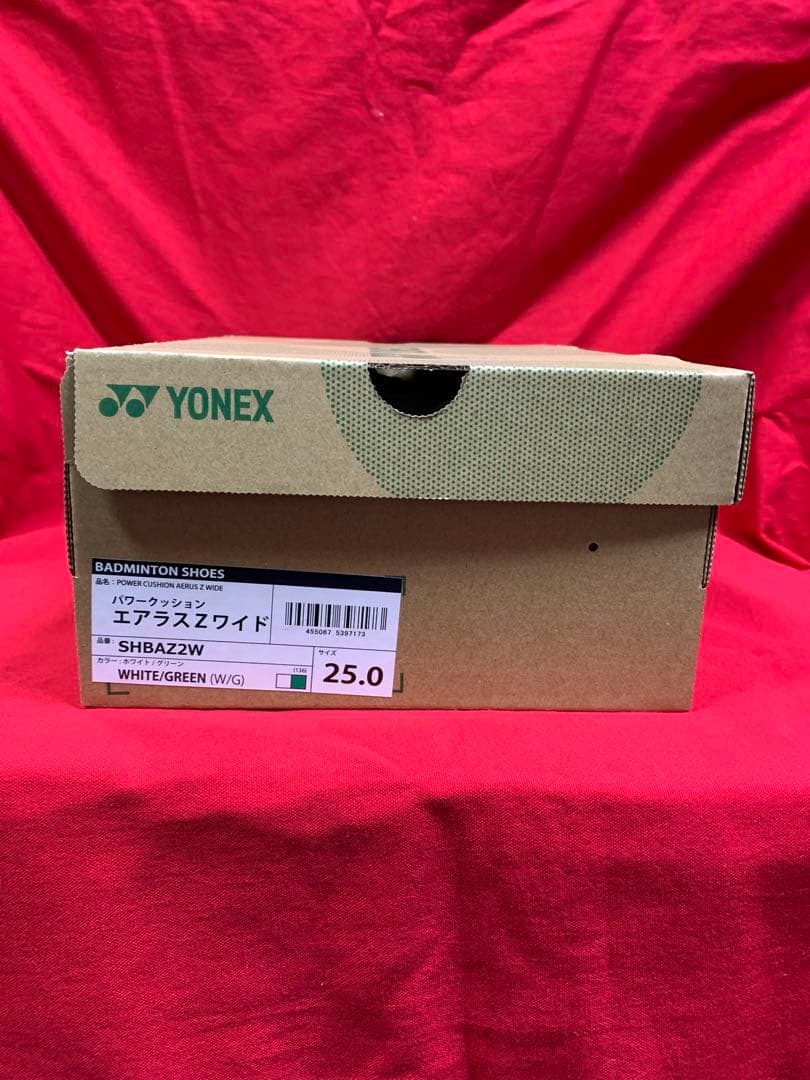 YONEX
BADMINTON SHOES
品名：POWER CUSHION AERUS Z WIDE
パワークッション
エアラスZワイド
455067 5397173
品番：SHBAZ2W
カラー：ホワイト/グリーン
WHITE/GREEN (W/G)
(136)
サイズ
25.0